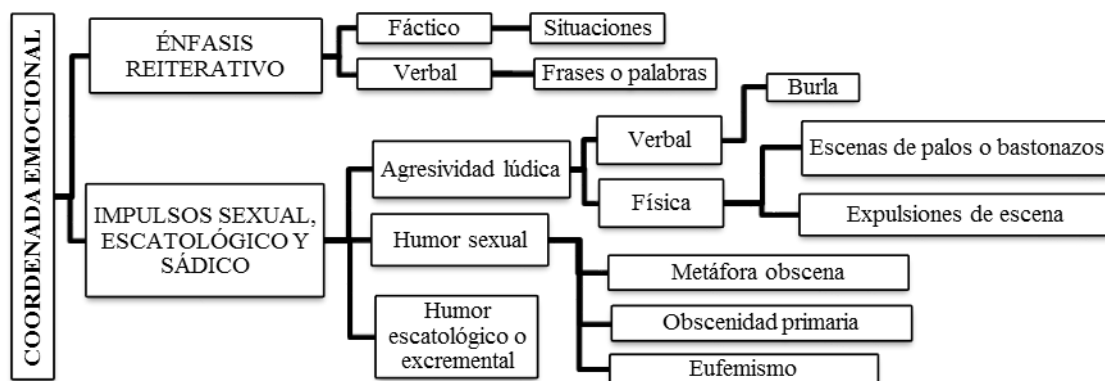 COORDENADA EMOCIONAL
ÉNFASIS
REITERATIVO
Fáctico
Situaciones
Verbal
Frases o palabras
IMPULSOS SEXUAL,
ESCATOLÓGICO Y
SÁDICO
Agresividad lúdica
Verbal
Burla
Física
Escenas de palos o bastonazos
Expulsiones de escena
Humor sexual
Metáfora obscena
Obscenidad primaria
Eufemismo
Humor
escatológico o
excremental